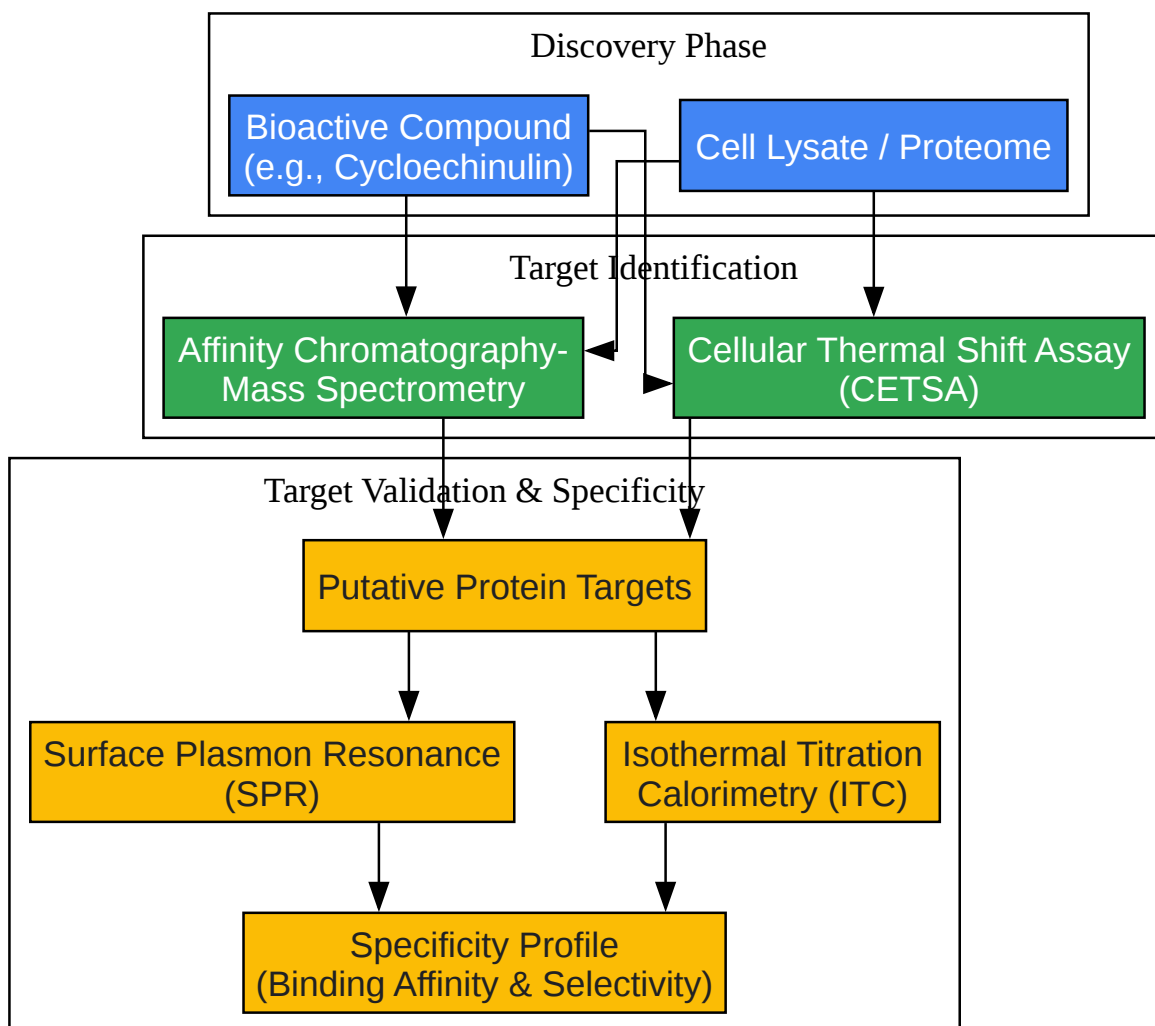 Discovery Phase
Bioactive Compound
(e.g., Cycloechinulin)
Cell Lysate / Proteome
Target Identification
Affinity Chromatography-
Mass Spectrometry
Cellular Thermal Shift Assay
(CETSA)
Target Validation & Specificity
Putative Protein Targets
Surface Plasmon Resonance
(SPR)
Isothermal Titration
Calorimetry (ITC)
Specificity Profile
(Binding Affinity & Selectivity)